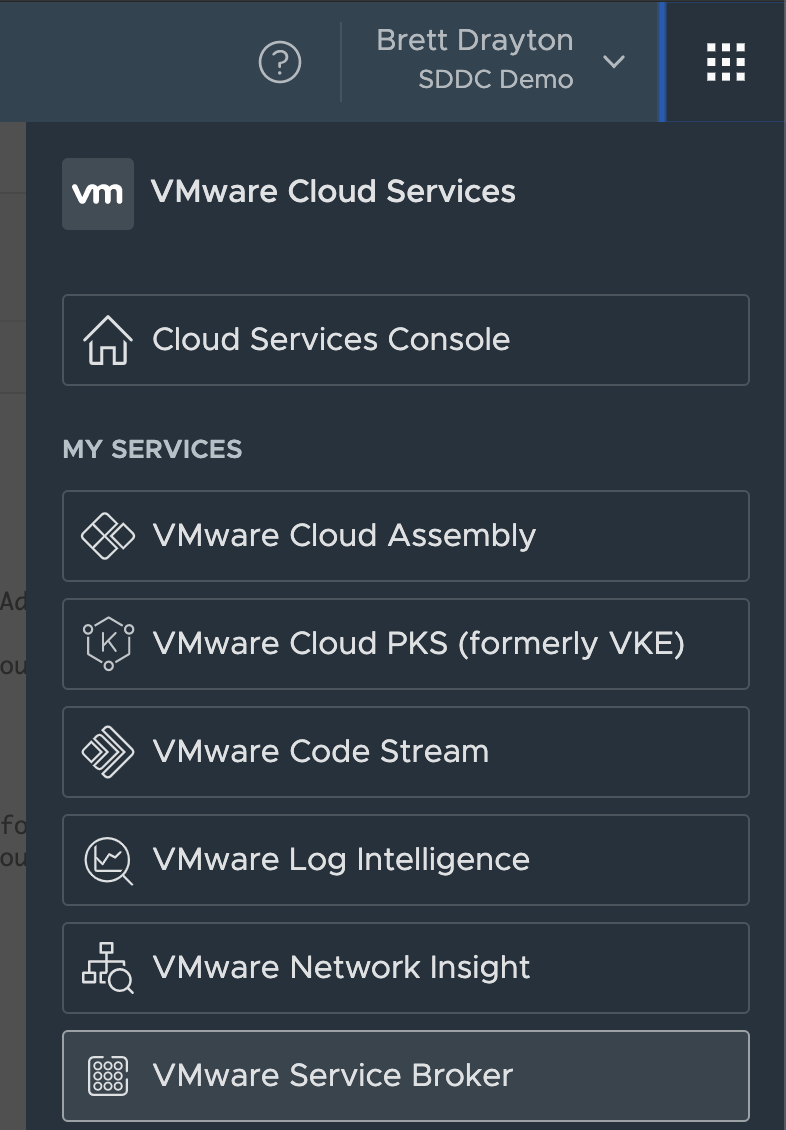 ?
Brett Drayton
SDDC Demo
vm VMware Cloud Services
Cloud Services Console
MY SERVICES
VMware Cloud Assembly
Ad
K VMware Cloud PKS (formerly VKE)
ou
VMware Code Stream
fo
ou
VMware Log Intelligence
VMware Network Insight
VMware Service Broker